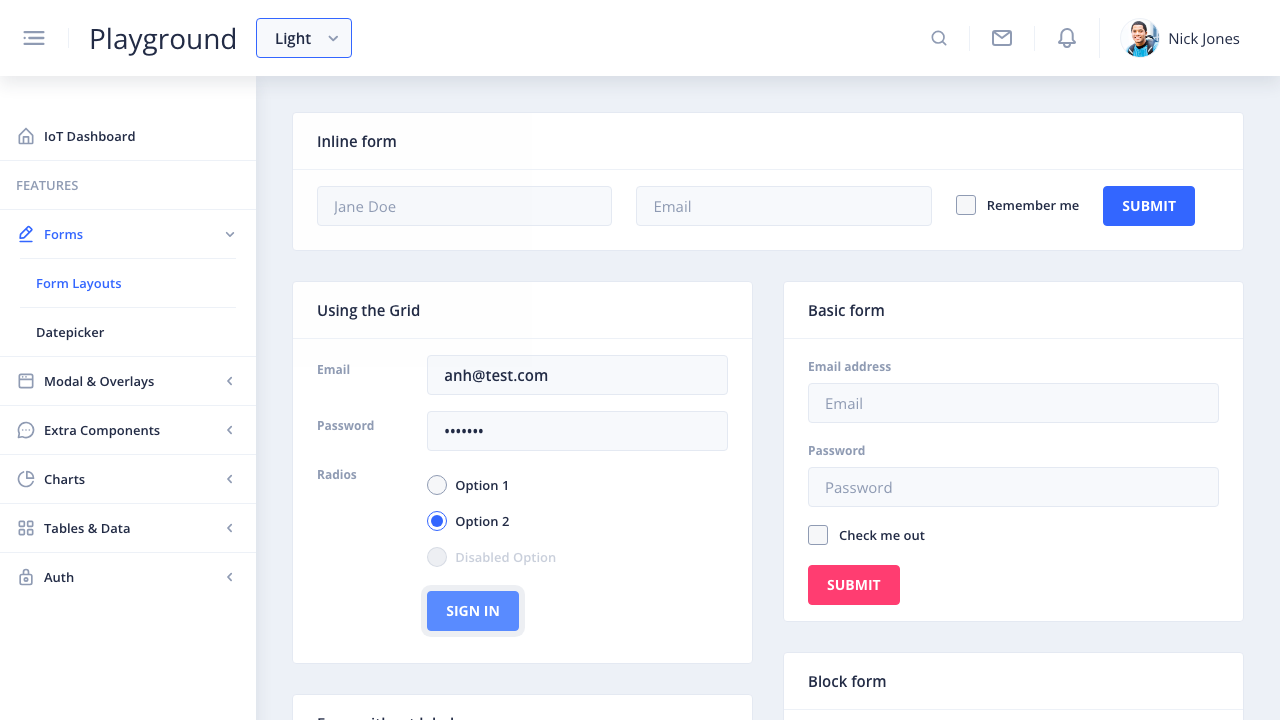 Playground
Light
Nick Jones
IoT Dashboard
FEATURES
Forms
Form Layouts
Datepicker
Modal & Overlays
Extra Components
Charts
Tables & Data
Auth
Inline form
Jane Doe
Email
Remember me
SUBMIT
Using the Grid
Email
anh@test.com
Password
•••••••
Radios
Option 1
Option 2
Disabled Option
SIGN IN
Basic form
Email address
Email
Password
Password
Check me out
SUBMIT
Block form